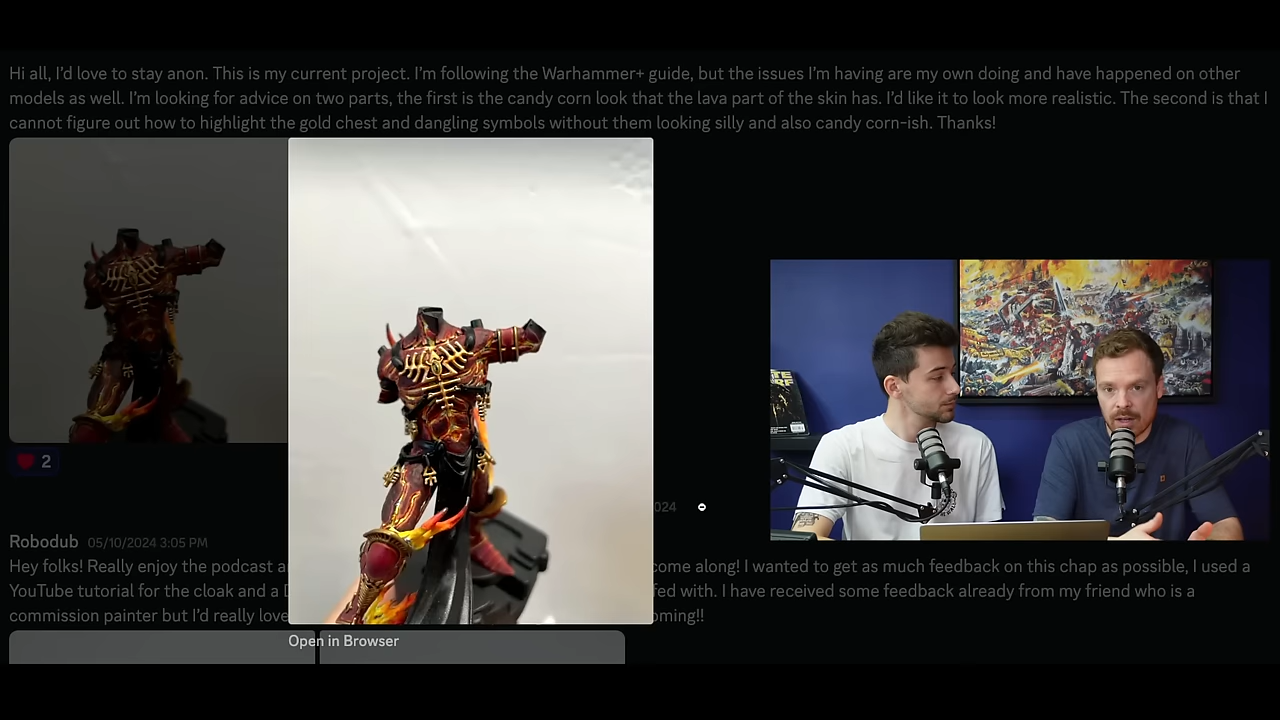 Hi all, I'd love to stay anon. This is my current project. I'm following the Warhammer+ guide, but the issues I'm having are my own doing and have happened on other
models as well. I'm looking for advice on two parts, the first is the candy corn look that the lava part of the skin has. I'd like it to look more realistic. The second is that I
cannot figure out how to highlight the gold chest and dangling symbols without them looking silly and also candy corn-ish. Thanks!
2
024
Robodub 05/10/2024 3:05 PM
Hey folks! Really enjoy the podcast a come along! I wanted to get as much feedback on this chap as possible, I used a
YouTube tutorial for the cloak and a D fed with. I have received some feedback already from my friend who is a
commission painter but I'd really love oming!!
Open in Browser